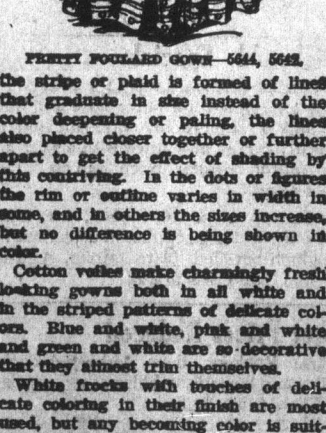 PRETTY FOULARD GOWN—5644, 5642.
the stripe or plaid is formed of lines
that graduate in size instead of the
color deepening or paling, the lines
also placed closer together or further
apart to get the effect of shading by
this contriving. In the dots or figures
the rim or outline varies in width in
some, and in others the sizes increase,
but no difference is being shown in
color.
Cotton voiles make charmingly fresh
looking gowns both in all white and
in the striped patterns of delicate col-
ors. Blue and white, pink and white
and green and white are so decorative
that they almost trim themselves.
White frocks with touches of deli-
cate coloring in their finish are most
used, but any becoming color is suit-